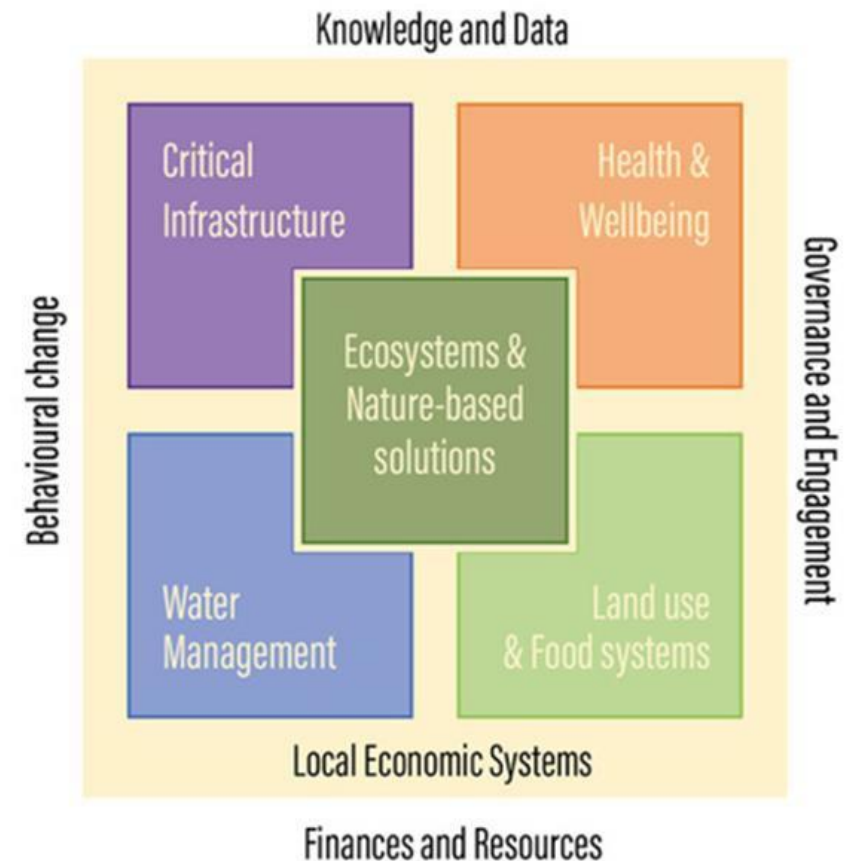 Knowledge and Data
Critical
Infrastructure
Health &
Wellbeing
Behavioural change
Ecosystems &
Nature-based
solutions
Governance and Engagement
Water
Management
Land use
& Food systems
Local Economic Systems
Finances and Resources